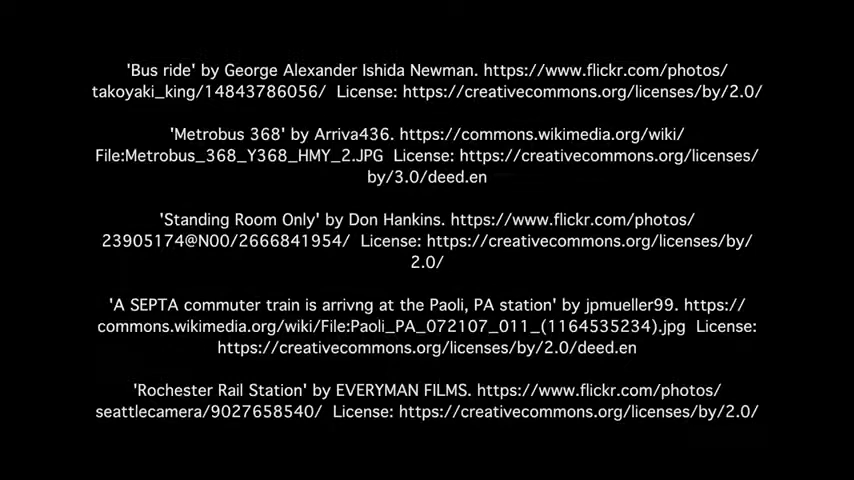 'Bus ride' by George Alexander Ishida Newman. https://www.flickr.com/photos/
takoyaki_king/14843786056/  License: https://creativecommons.org/licenses/by/2.0/
'Metrobus 368' by Arriva436. https://commons.wikimedia.org/wiki/
File:Metrobus_368_Y368_HMY_2.JPG  License: https://creativecommons.org/licenses/
by/3.0/deed.en
'Standing Room Only' by Don Hankins. https://www.flickr.com/photos/
23905174@N00/2666841954/  License: https://creativecommons.org/licenses/by/
2.0/
'A SEPTA commuter train is arrivng at the Paoli, PA station' by jpmueller99. https://
commons.wikimedia.org/wiki/File:Paoli_PA_072107_011_(1164535234).jpg  License:
https://creativecommons.org/licenses/by/2.0/deed.en
'Rochester Rail Station' by EVERYMAN FILMS. https://www.flickr.com/photos/
seattlecamera/9027658540/  License: https://creativecommons.org/licenses/by/2.0/